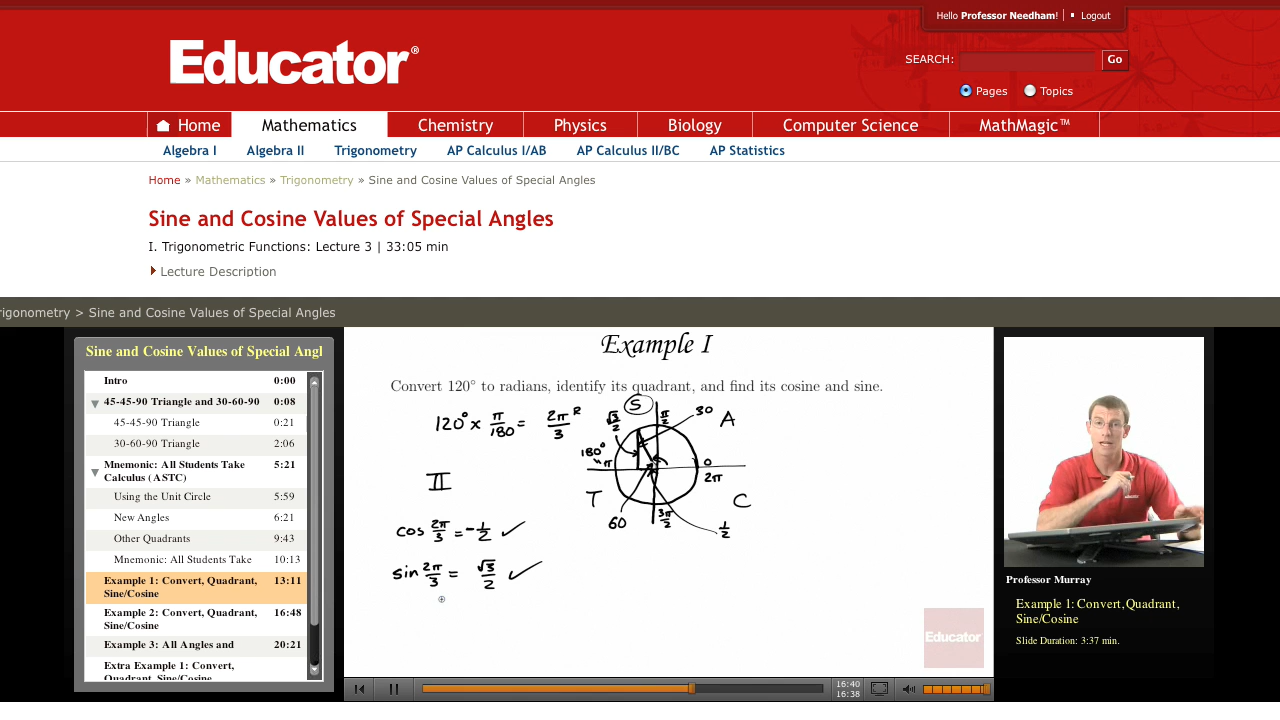 Hello Professor Needham! Logout
Educator®
SEARCH: Go
Pages Topics
Home Mathematics Chemistry Physics Biology Computer Science MathMagic™
Algebra I Algebra II Trigonometry AP Calculus I/AB AP Calculus II/BC AP Statistics
Home » Mathematics » Trigonometry » Sine and Cosine Values of Special Angles
Sine and Cosine Values of Special Angles
I. Trigonometric Functions: Lecture 3 | 33:05 min
Lecture Description
rigonometry > Sine and Cosine Values of Special Angles
Sine and Cosine Values of Special Angl
Intro 0:00
45-45-90 Triangle and 30-60-90 0:08
45-45-90 Triangle 0:21
30-60-90 Triangle 2:06
Mnemonic: All Students Take 5:21
Calculus (ASTC)
Using the Unit Circle 5:59
New Angles 6:21
Other Quadrants 9:43
Mnemonic: All Students Take 10:13
Example 1: Convert, Quadrant, 13:11
Sine/Cosine
Example 2: Convert, Quadrant, 16:48
Sine/Cosine
Example 3: All Angles and 20:21
Extra Example 1: Convert,
Quadrant, Sine/Cosine
Example I
Convert 120° to radians, identify its quadrant, and find its cosine and sine.
120° x π/180 = 2π/3 R
√3/2 S π/2 30 A
180° π 0
2π
II
T 60 3π/2 C
1/2
cos 2π/3 = -1/2 ✓
sin 2π/3 = √3/2 ✓
Educator
16:40
16:38
Professor Murray
Example 1: Convert, Quadrant,
Sine/Cosine
Slide Duration: 3:37 min.